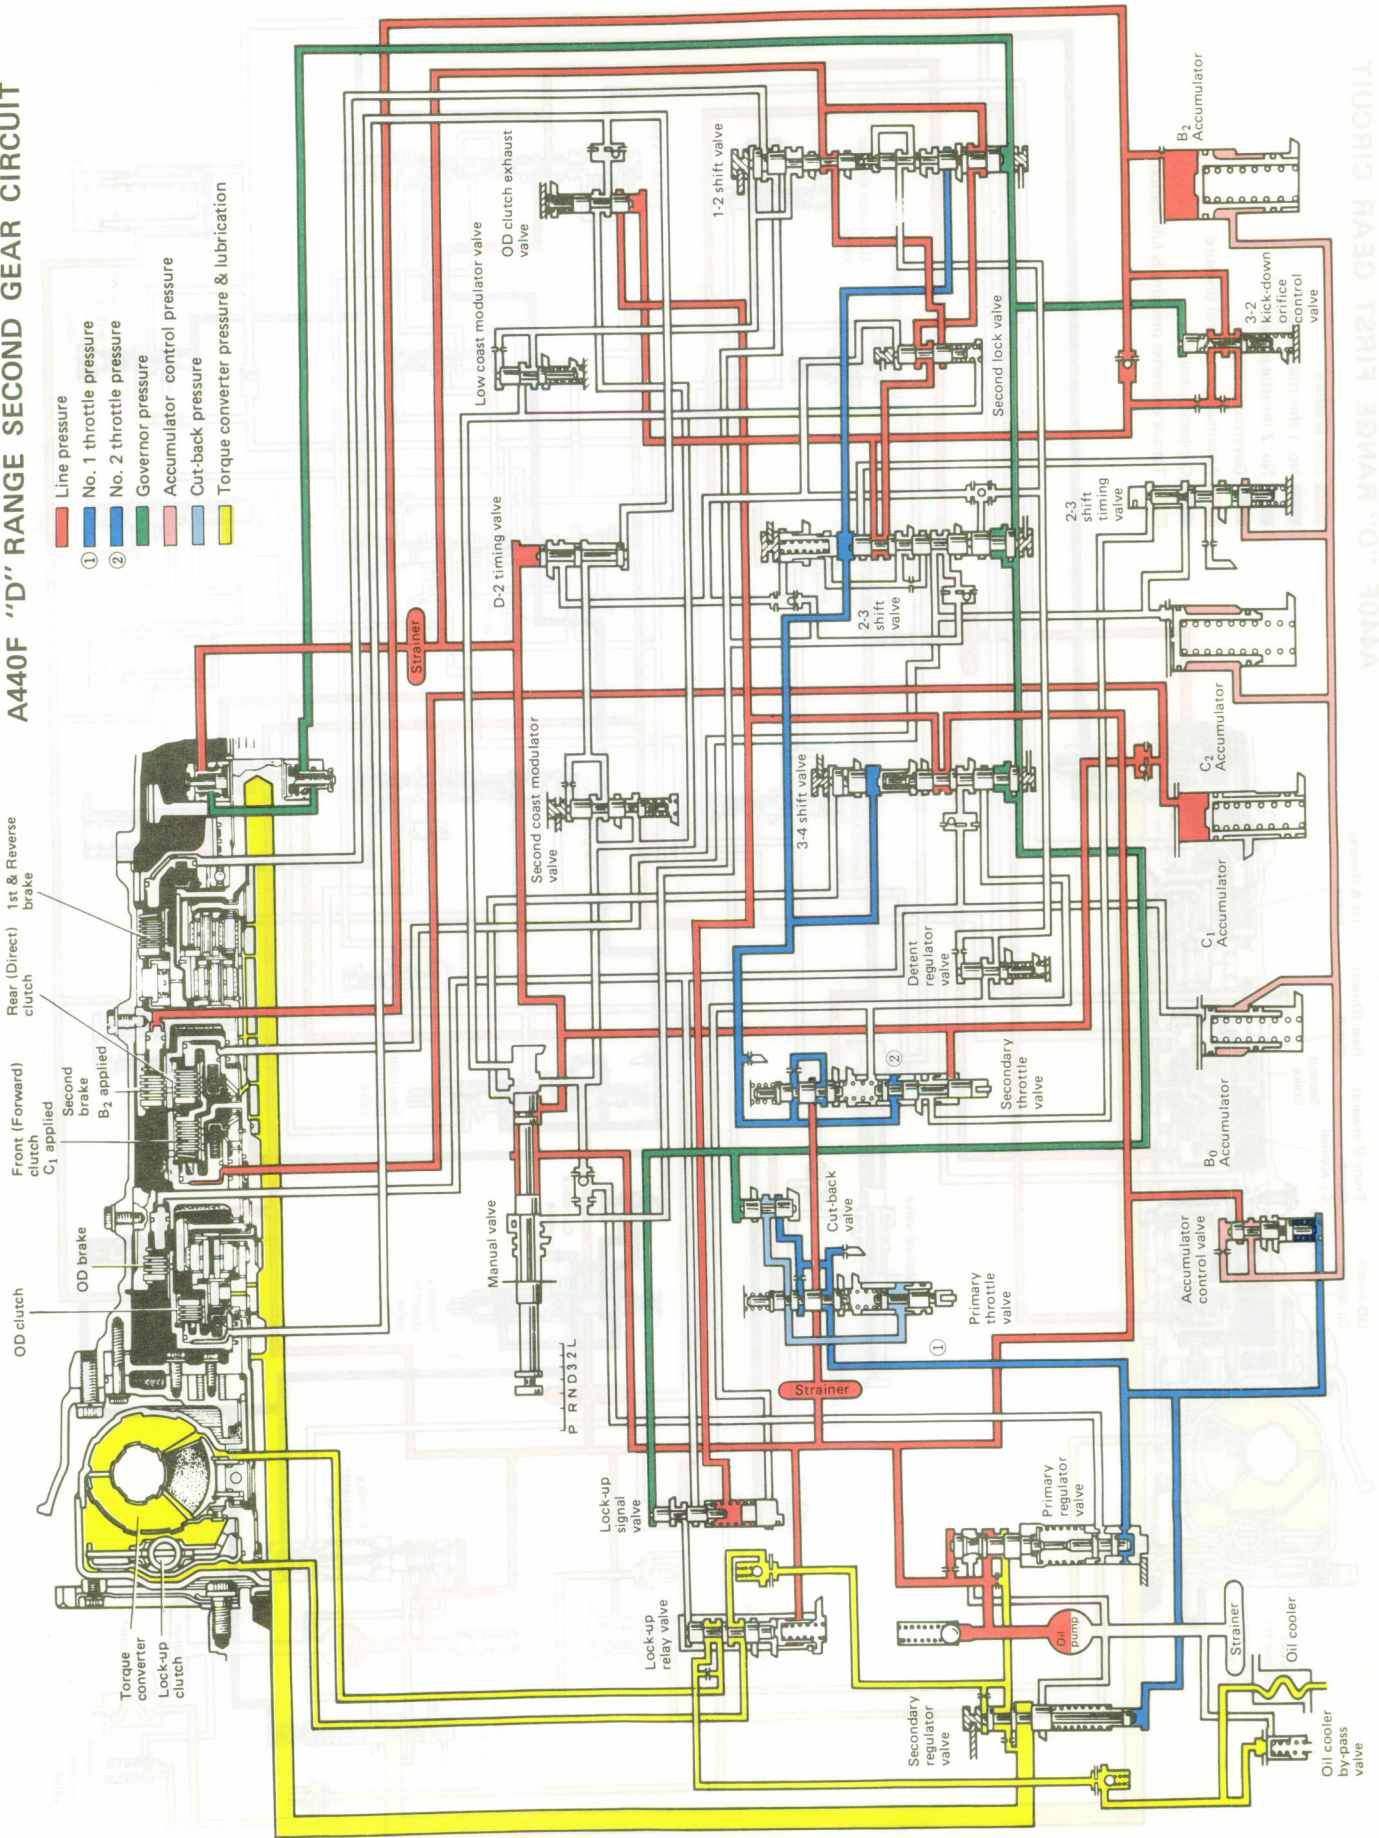 A440F "D" RANGE SECOND GEAR CIRCUIT
Line pressure
① No. 1 throttle pressure
② No. 2 throttle pressure
Governor pressure
Accumulator control pressure
Cut-back pressure
Torque converter pressure & lubrication
Torque
converter
Lock-up
clutch
OD clutch
OD brake
Front (Forward)
clutch
C1 applied
Second
brake
B2 applied
Rear (Direct)
clutch
1st & Reverse
brake
Strainer
Manual valve
P R N D 3 2 L
Second coast modulator
valve
D-2 timing valve
Low coast modulator valve
OD clutch exhaust
valve
Lock-up
relay valve
Lock-up
signal
valve
Strainer
Primary
throttle
valve
①
Cut-back
valve
Secondary
throttle
valve
②
Detent
regulator
valve
3-4 shift valve
2-3
shift
valve
Second lock valve
1-2 shift valve
Secondary
regulator
valve
Oil
pump
Primary
regulator
valve
Strainer
Oil cooler
Oil cooler
by-pass
valve
Accumulator
control valve
B0
Accumulator
C1
Accumulator
C2
Accumulator
2-3
shift
timing
valve
3-2
kick-down
orifice
control
valve
B2
Accumulator
A440F "D" RANGE FIRST GEAR CIRCUIT